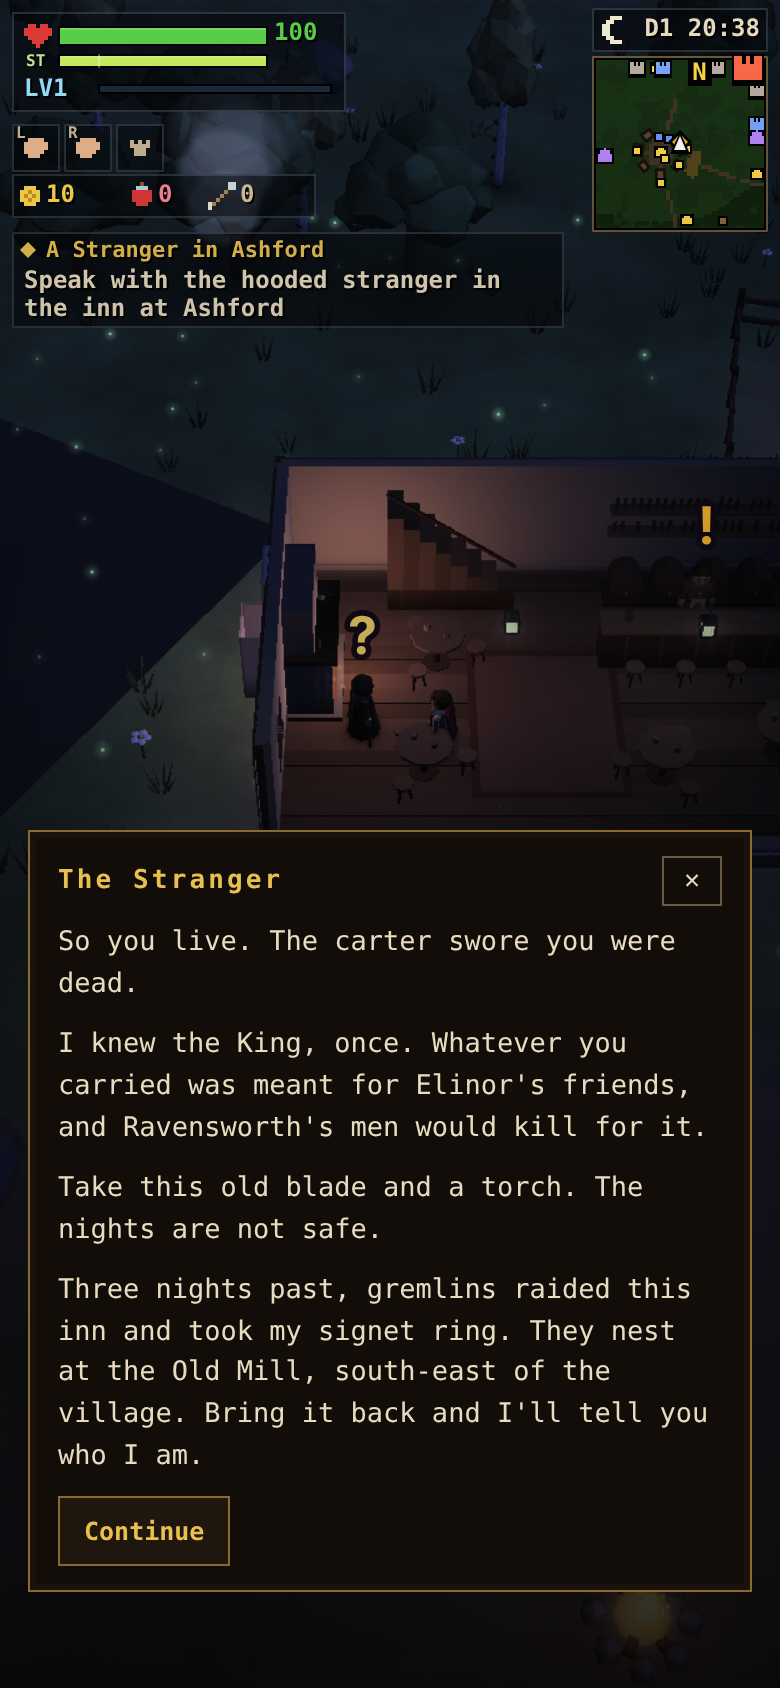 100
D1 20:38
ST
LV1
N
L
R
10
0
0
A Stranger in Ashford
Speak with the hooded stranger in
the inn at Ashford
!
?
The Stranger
×
So you live. The carter swore you were
dead.
I knew the King, once. Whatever you
carried was meant for Elinor's friends,
and Ravensworth's men would kill for it.
Take this old blade and a torch. The
nights are not safe.
Three nights past, gremlins raided this
inn and took my signet ring. They nest
at the Old Mill, south-east of the
village. Bring it back and I'll tell you
who I am.
Continue